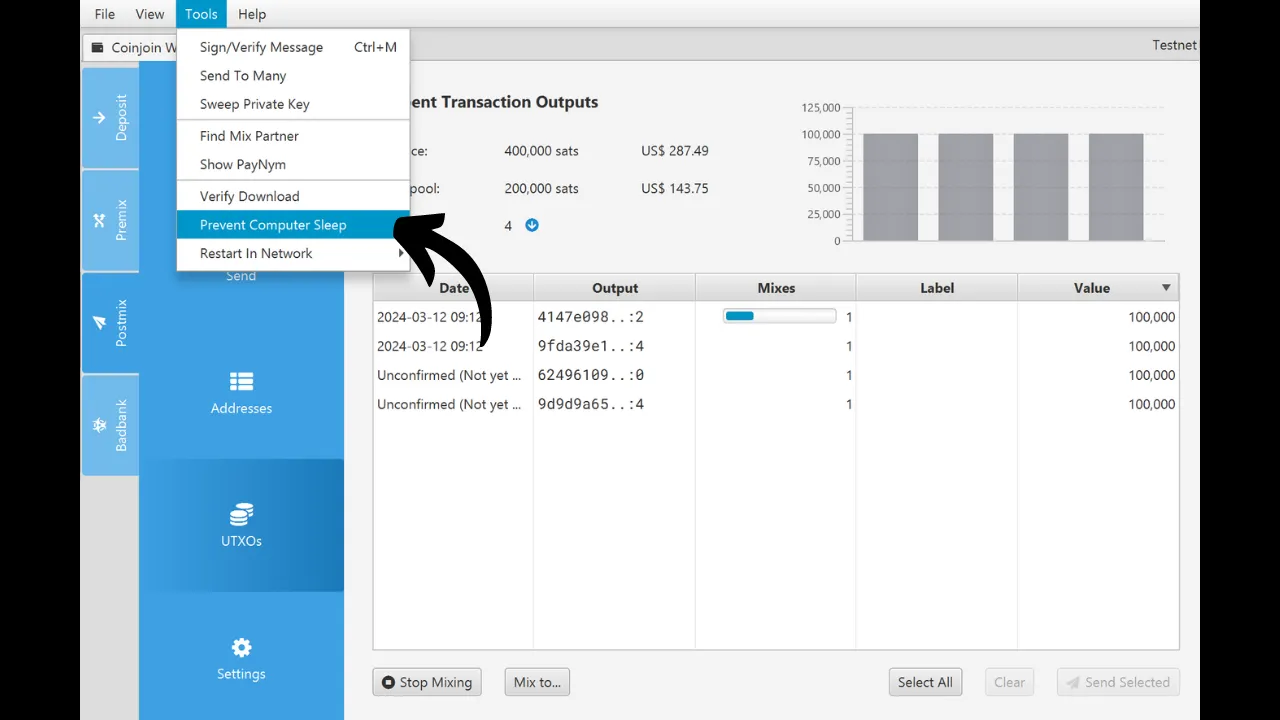 File View Tools Help
Coinjoin W
Testnet
Sign/Verify Message Ctrl+M
Send To Many
Sweep Private Key
Find Mix Partner
Show PayNym
Verify Download
Prevent Computer Sleep
Restart In Network
Deposit
Premix
Postmix
Badbank
Send
Addresses
UTXOs
Settings
ent Transaction Outputs
ce: 400,000 sats US$ 287.49
pool: 200,000 sats US$ 143.75
4
125,000
100,000
75,000
50,000
25,000
0
Date Output Mixes Label Value
2024-03-12 09:12 4147e098..:2 1 100,000
2024-03-12 09:12 9fda39e1..:4 1 100,000
Unconfirmed (Not yet ... 62496109..:0 1 100,000
Unconfirmed (Not yet ... 9d9d9a65..:4 1 100,000
Stop Mixing Mix to... Select All Clear Send Selected